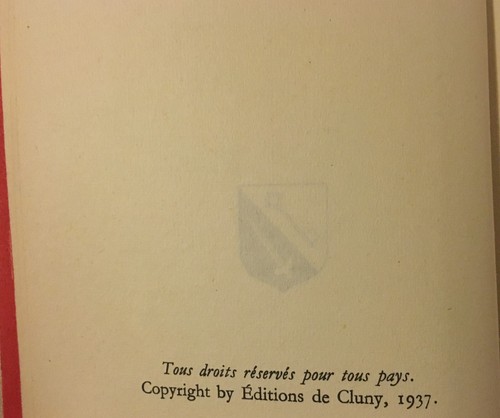 Tous droits réservés pour tous pays.
Copyright by Éditions de Cluny, 1937.